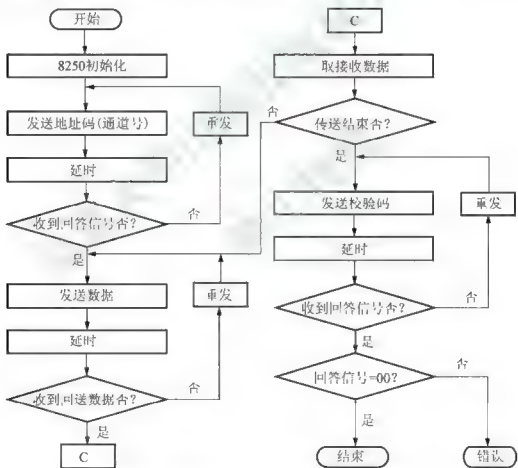 开始
8250初始化
发送地址码(通道号)
重发
延时
收到回答信号否?
否
是
发送数据
重发
延时
收到回送数据否?
否
是
C
C
取接收数据
否
传送结束否?
是
发送校验码
重发
延时
收到回答信号否?
否
是
回答信号=00?
否
是
结束
错误